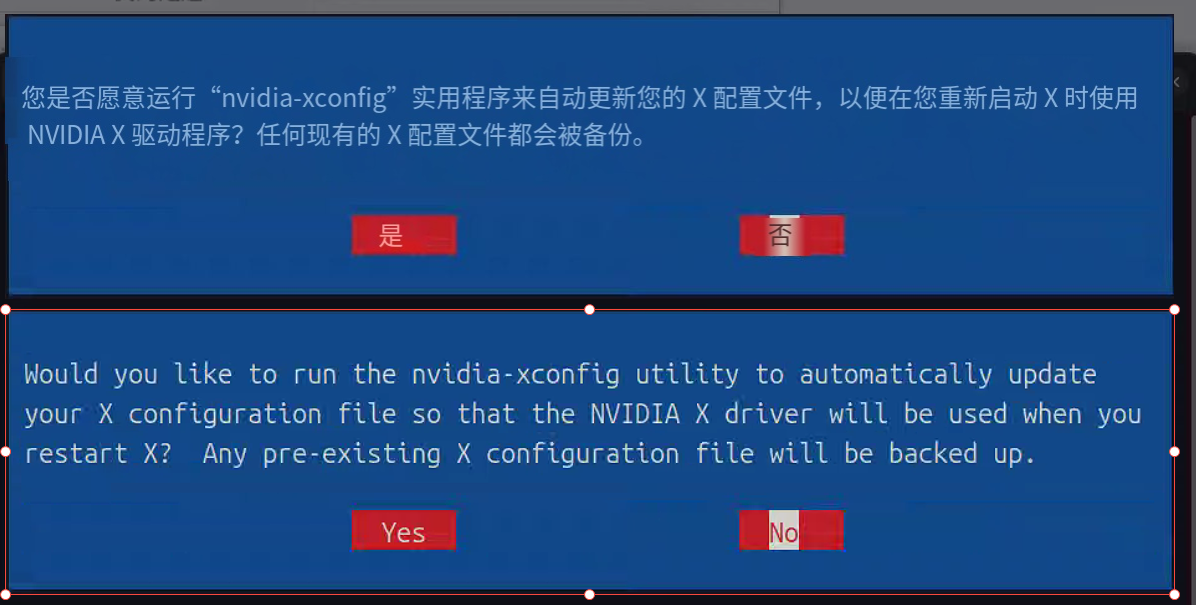 您是否愿意运行“nvidia-xconfig”实用程序来自动更新您的 X 配置文件，以便在您重新启动 X 时使用
NVIDIA X 驱动程序？任何现有的 X 配置文件都会被备份。
是 否
Would you like to run the nvidia-xconfig utility to automatically update
your X configuration file so that the NVIDIA X driver will be used when you
restart X?  Any pre-existing X configuration file will be backed up.
Yes No